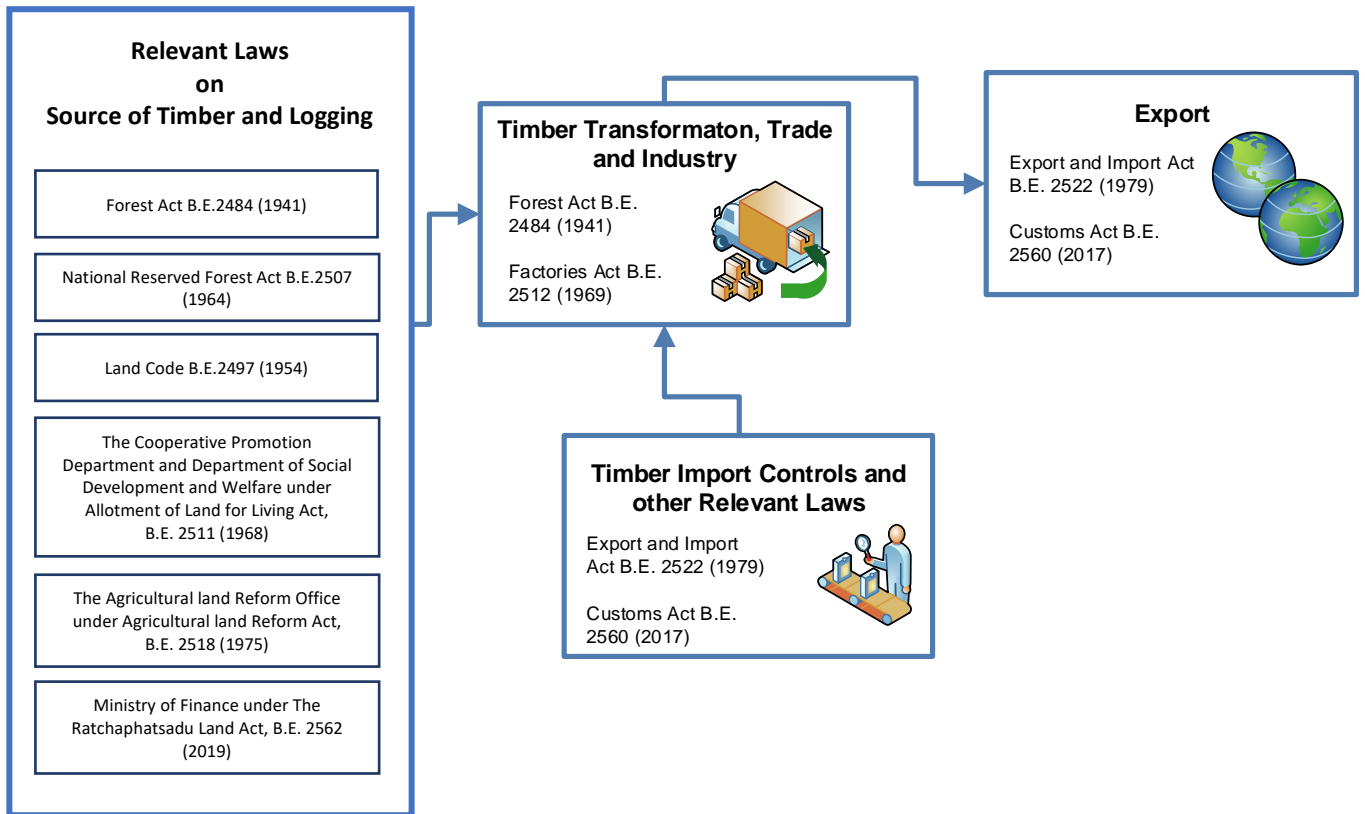 Relevant Laws
on
Source of Timber and Logging
Forest Act B.E.2484 (1941)
National Reserved Forest Act B.E.2507
(1964)
Land Code B.E.2497 (1954)
The Cooperative Promotion
Department and Department of Social
Development and Welfare under
Allotment of Land for Living Act,
B.E. 2511 (1968)
The Agricultural land Reform Office
under Agricultural land Reform Act,
B.E. 2518 (1975)
Ministry of Finance under The
Ratchaphatsadu Land Act, B.E. 2562
(2019)
Timber Transformaton, Trade
and Industry
Forest Act B.E.
2484 (1941)
Factories Act B.E.
2512 (1969)
Timber Import Controls and
other Relevant Laws
Export and Import
Act B.E. 2522 (1979)
Customs Act B.E.
2560 (2017)
Export
Export and Import Act
B.E. 2522 (1979)
Customs Act B.E.
2560 (2017)